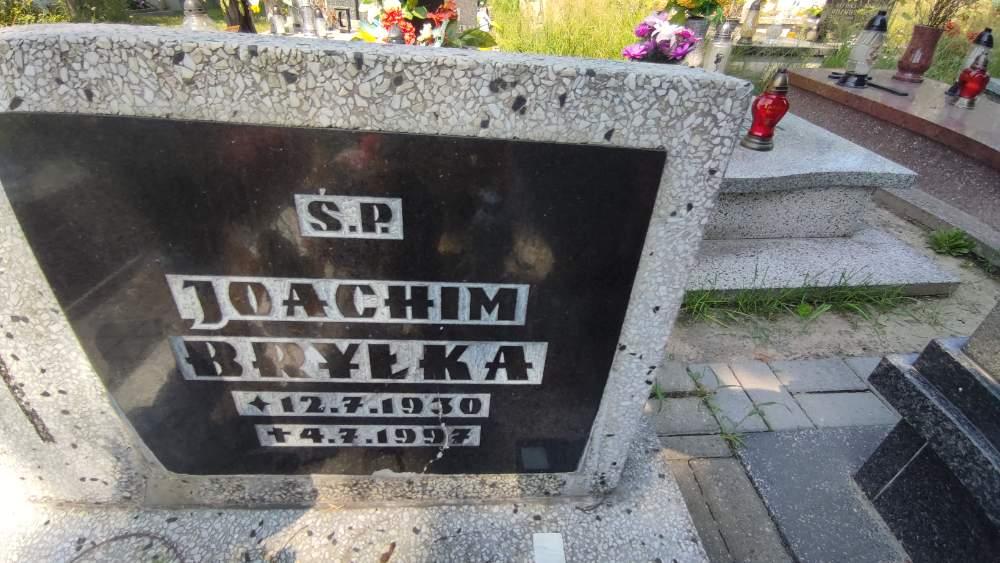 Ś.P.
JOACHIM
BRYŁKA
✦12.7.1930
✝4.7.1997